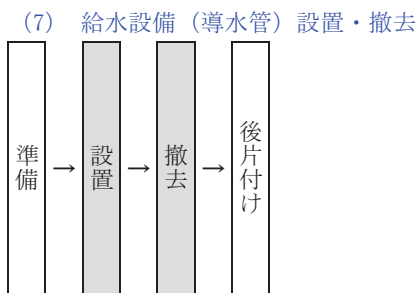 (7) 給水設備（導水管）設置・撤去
準備
→
設置
→
撤去
→
後片付け